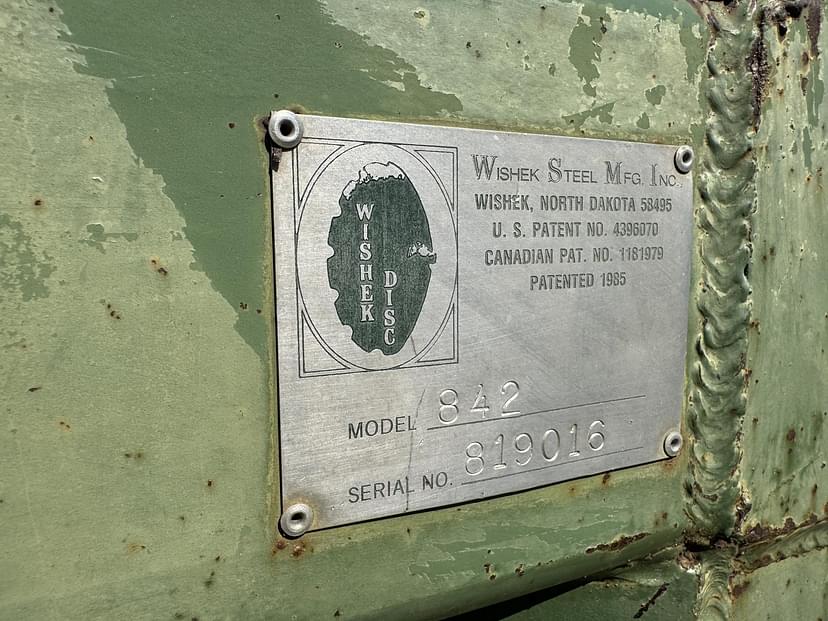 WISHEK
DISC
WISHEK STEEL MFG. INC.
WISHEK, NORTH DAKOTA 58495
U. S. PATENT NO. 4396070
CANADIAN PAT. NO. 1181979
PATENTED 1985
MODEL 842
SERIAL NO. 819016